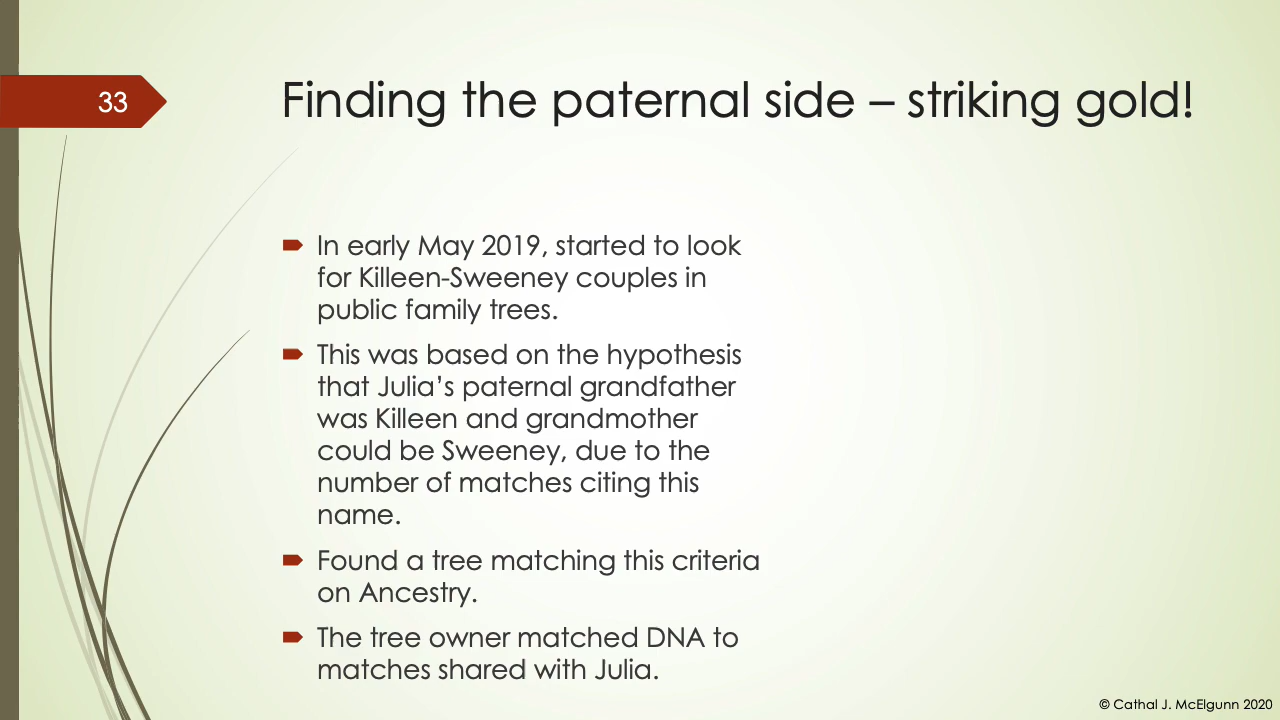 33
Finding the paternal side – striking gold!
In early May 2019, started to look
for Killeen-Sweeney couples in
public family trees.
This was based on the hypothesis
that Julia’s paternal grandfather
was Killeen and grandmother
could be Sweeney, due to the
number of matches citing this
name.
Found a tree matching this criteria
on Ancestry.
The tree owner matched DNA to
matches shared with Julia.
© Cathal J. McElgunn 2020